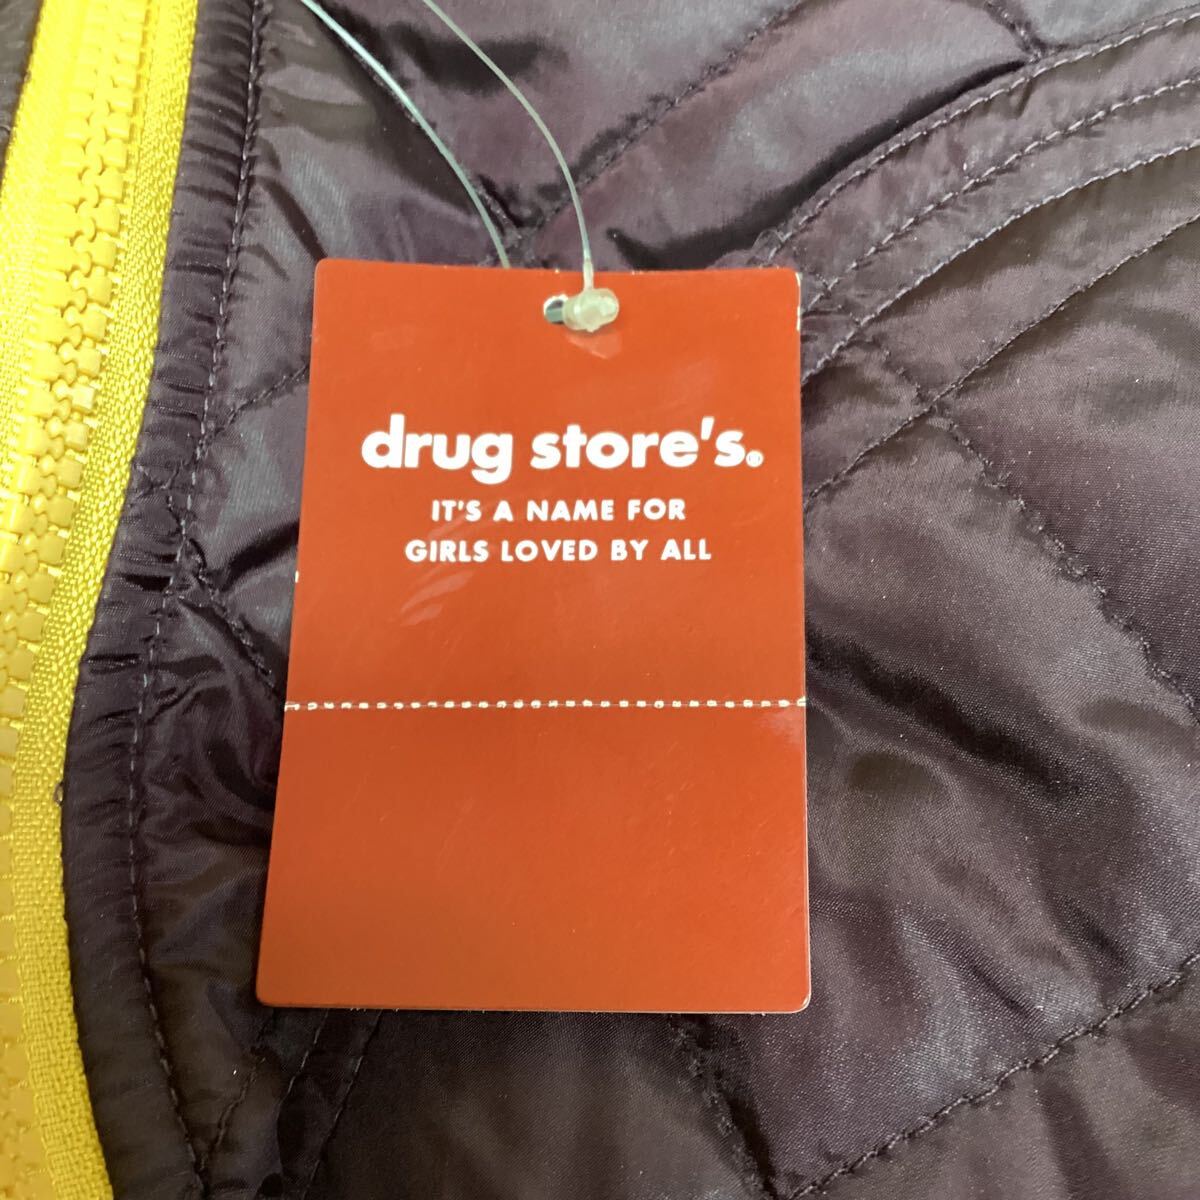 drug store's®
IT'S A NAME FOR
GIRLS LOVED BY ALL